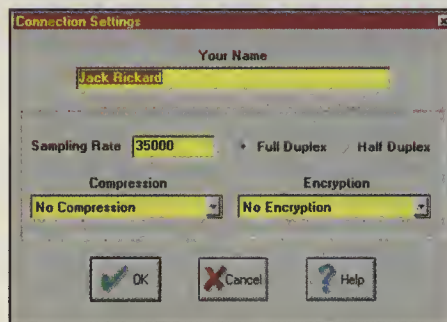 Connection Settings
Your Name
Jack Rickard
Sampling Rate 35000 Full Duplex Half Duplex
Compression Encryption
No Compression No Encryption
OK Cancel Help